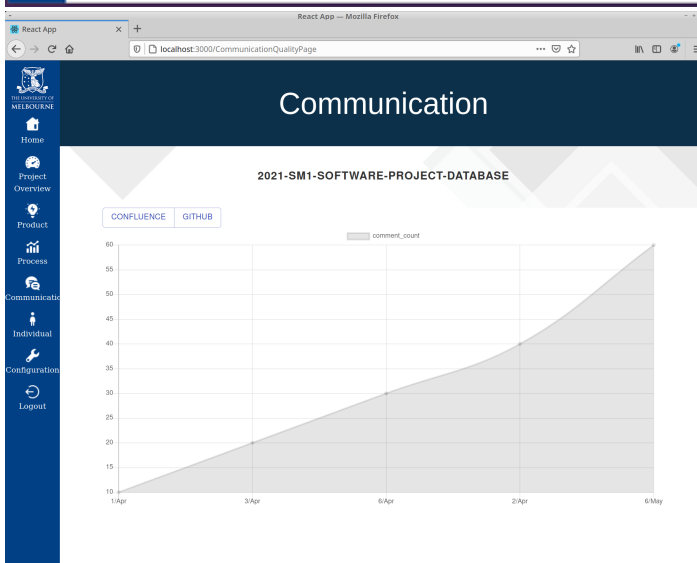 React App — Mozilla Firefox
React App
localhost:3000/CommunicationQualityPage
THE UNIVERSITY OF
MELBOURNE
Home
Project
Overview
Product
Process
Communicatio
Individual
Configuration
Logout
Communication
2021-SM1-SOFTWARE-PROJECT-DATABASE
CONFLUENCE GITHUB
comment_count
60
55
50
45
40
35
30
25
20
15
10
1/Apr 3/Apr 6/Apr 2/Apr 6/May